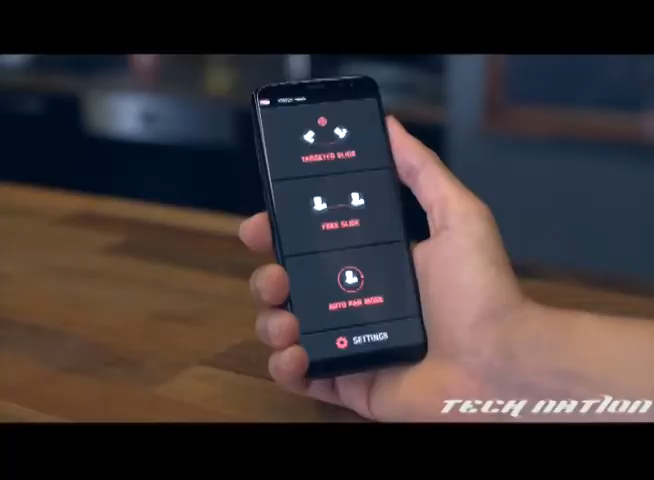 TARGETED SLIDE
FREE SLIDE
AUTO PAN MODE
SETTINGS
TECH NATION